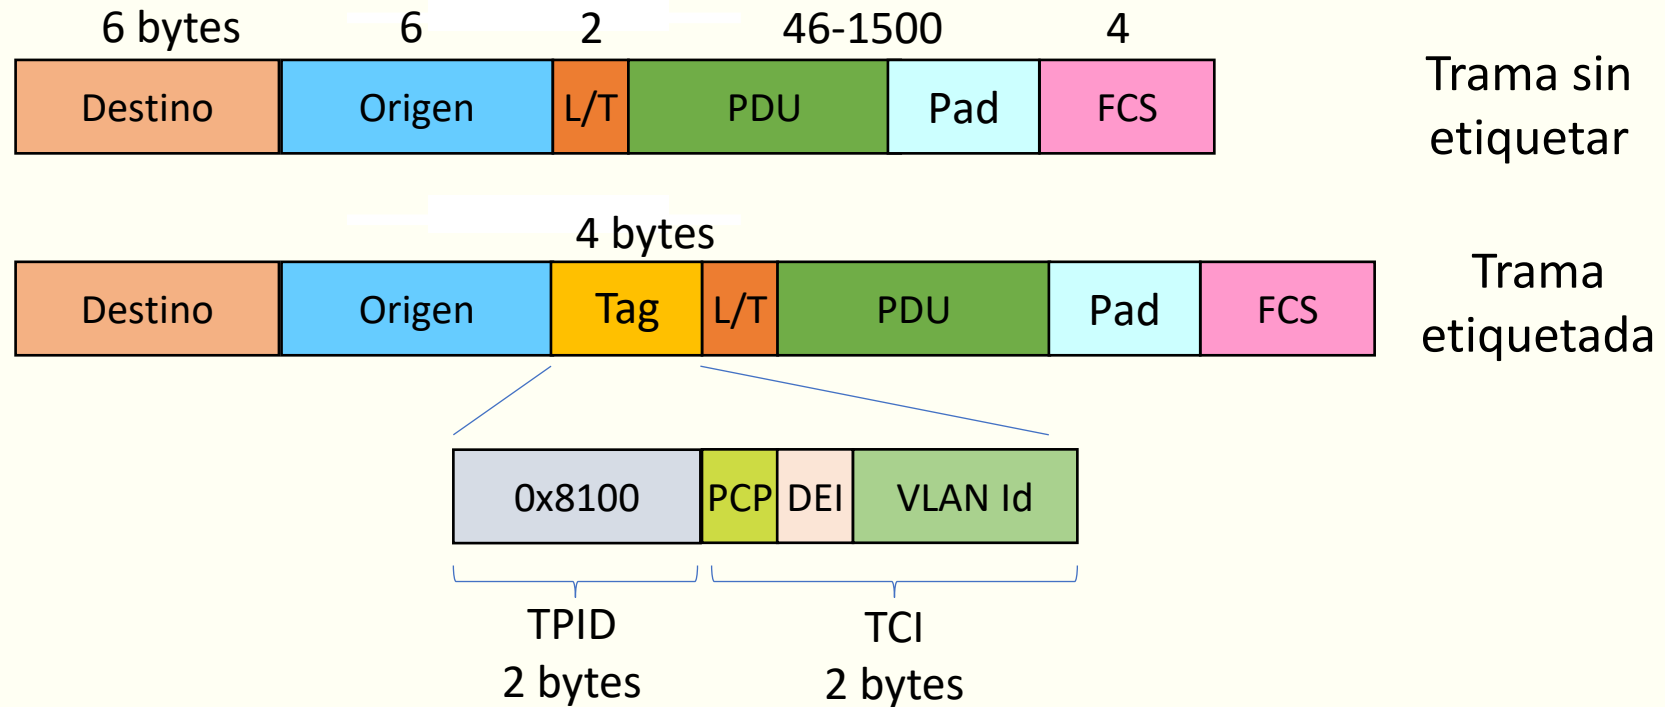 6 bytes 6 2 46-1500 4
Destino Origen L/T PDU Pad FCS
Trama sin
etiquetar
4 bytes
Destino Origen Tag L/T PDU Pad FCS
Trama
etiquetada
0x8100 PCP DEI VLAN Id
TPID TCI
2 bytes 2 bytes